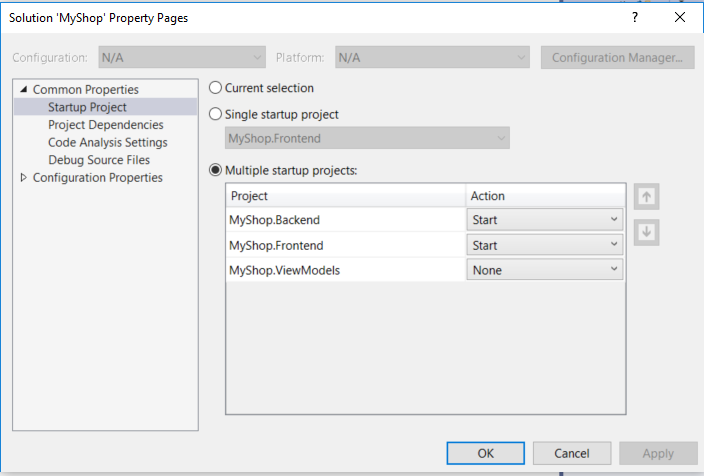 Solution 'MyShop' Property Pages
?
Configuration: N/A Platform: N/A Configuration Manager...
Common Properties
Startup Project
Project Dependencies
Code Analysis Settings
Debug Source Files
Configuration Properties
Current selection
Single startup project
MyShop.Frontend
Multiple startup projects:
Project Action
MyShop.Backend Start
MyShop.Frontend Start
MyShop.ViewModels None
OK Cancel Apply